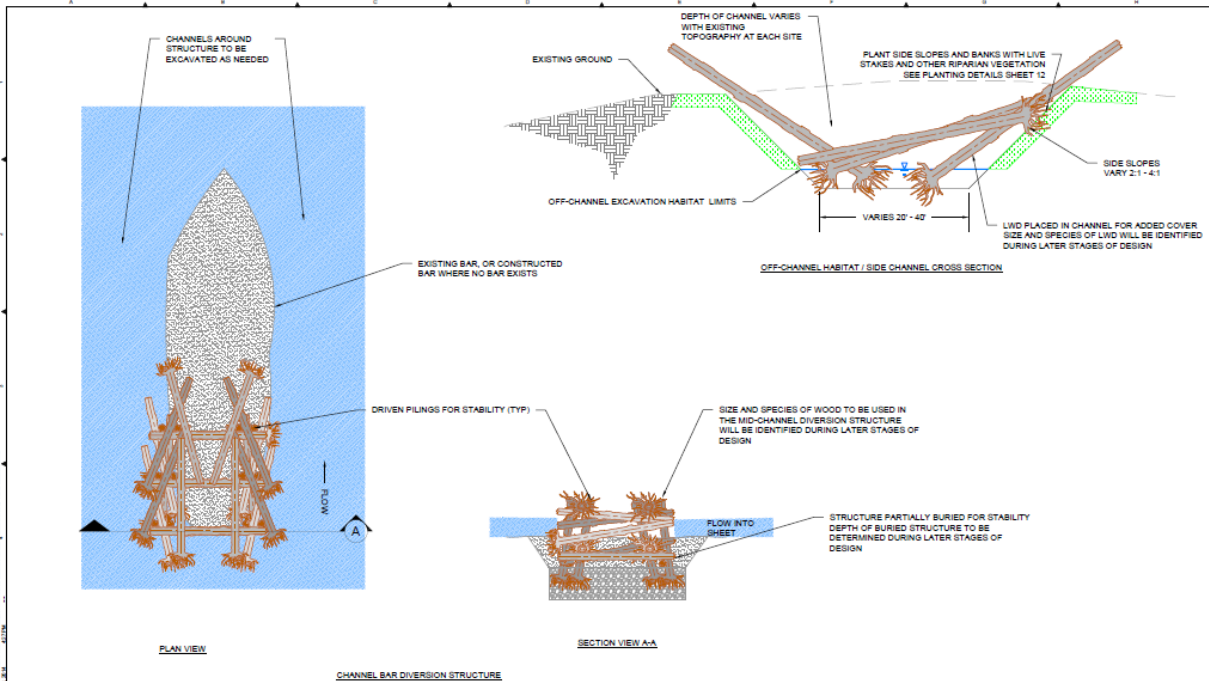 A B C D E F G H
CHANNELS AROUND
STRUCTURE TO BE
EXCAVATED AS NEEDED
EXISTING BAR, OR CONSTRUCTED
BAR WHERE NO BAR EXISTS
DRIVEN PILINGS FOR STABILITY (TYP)
FLOW
A
PLAN VIEW
DEPTH OF CHANNEL VARIES
WITH EXISTING
TOPOGRAPHY AT EACH SITE
EXISTING GROUND
PLANT SIDE SLOPES AND BANKS WITH LIVE
STAKES AND OTHER RIPARIAN VEGETATION
SEE PLANTING DETAILS SHEET 12
SIDE SLOPES
VARY 2:1 - 4:1
OFF-CHANNEL EXCAVATION HABITAT LIMITS
VARIES 20' - 40'
LWD PLACED IN CHANNEL FOR ADDED COVER
SIZE AND SPECIES OF LWD WILL BE IDENTIFIED
DURING LATER STAGES OF DESIGN
OFF-CHANNEL HABITAT / SIDE CHANNEL CROSS SECTION
SIZE AND SPECIES OF WOOD TO BE USED IN
THE MID-CHANNEL DIVERSION STRUCTURE
WILL BE IDENTIFIED DURING LATER STAGES OF
DESIGN
FLOW INTO
SHEET
STRUCTURE PARTIALLY BURIED FOR STABILITY
DEPTH OF BURIED STRUCTURE TO BE
DETERMINED DURING LATER STAGES OF
DESIGN
SECTION VIEW A-A
CHANNEL BAR DIVERSION STRUCTURE